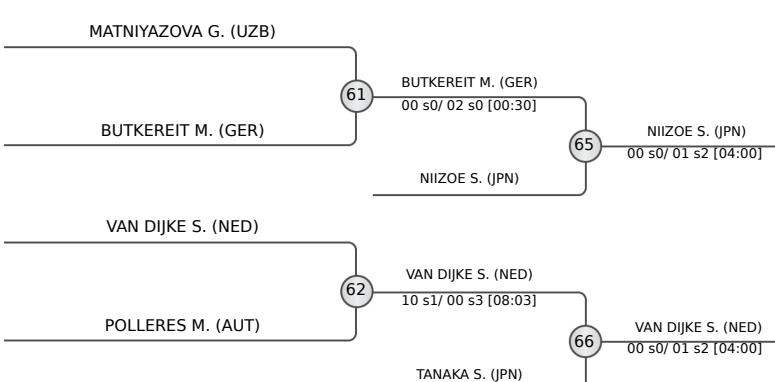 MATNIYAZOVA G. (UZB)
61
BUTKEREIT M. (GER)
00 s0/ 02 s0 [00:30]
BUTKEREIT M. (GER)
65
NIIZOE S. (JPN)
00 s0/ 01 s2 [04:00]
NIIZOE S. (JPN)
VAN DIJKE S. (NED)
62
VAN DIJKE S. (NED)
10 s1/ 00 s3 [08:03]
POLLERES M. (AUT)
66
VAN DIJKE S. (NED)
00 s0/ 01 s2 [04:00]
TANAKA S. (JPN)